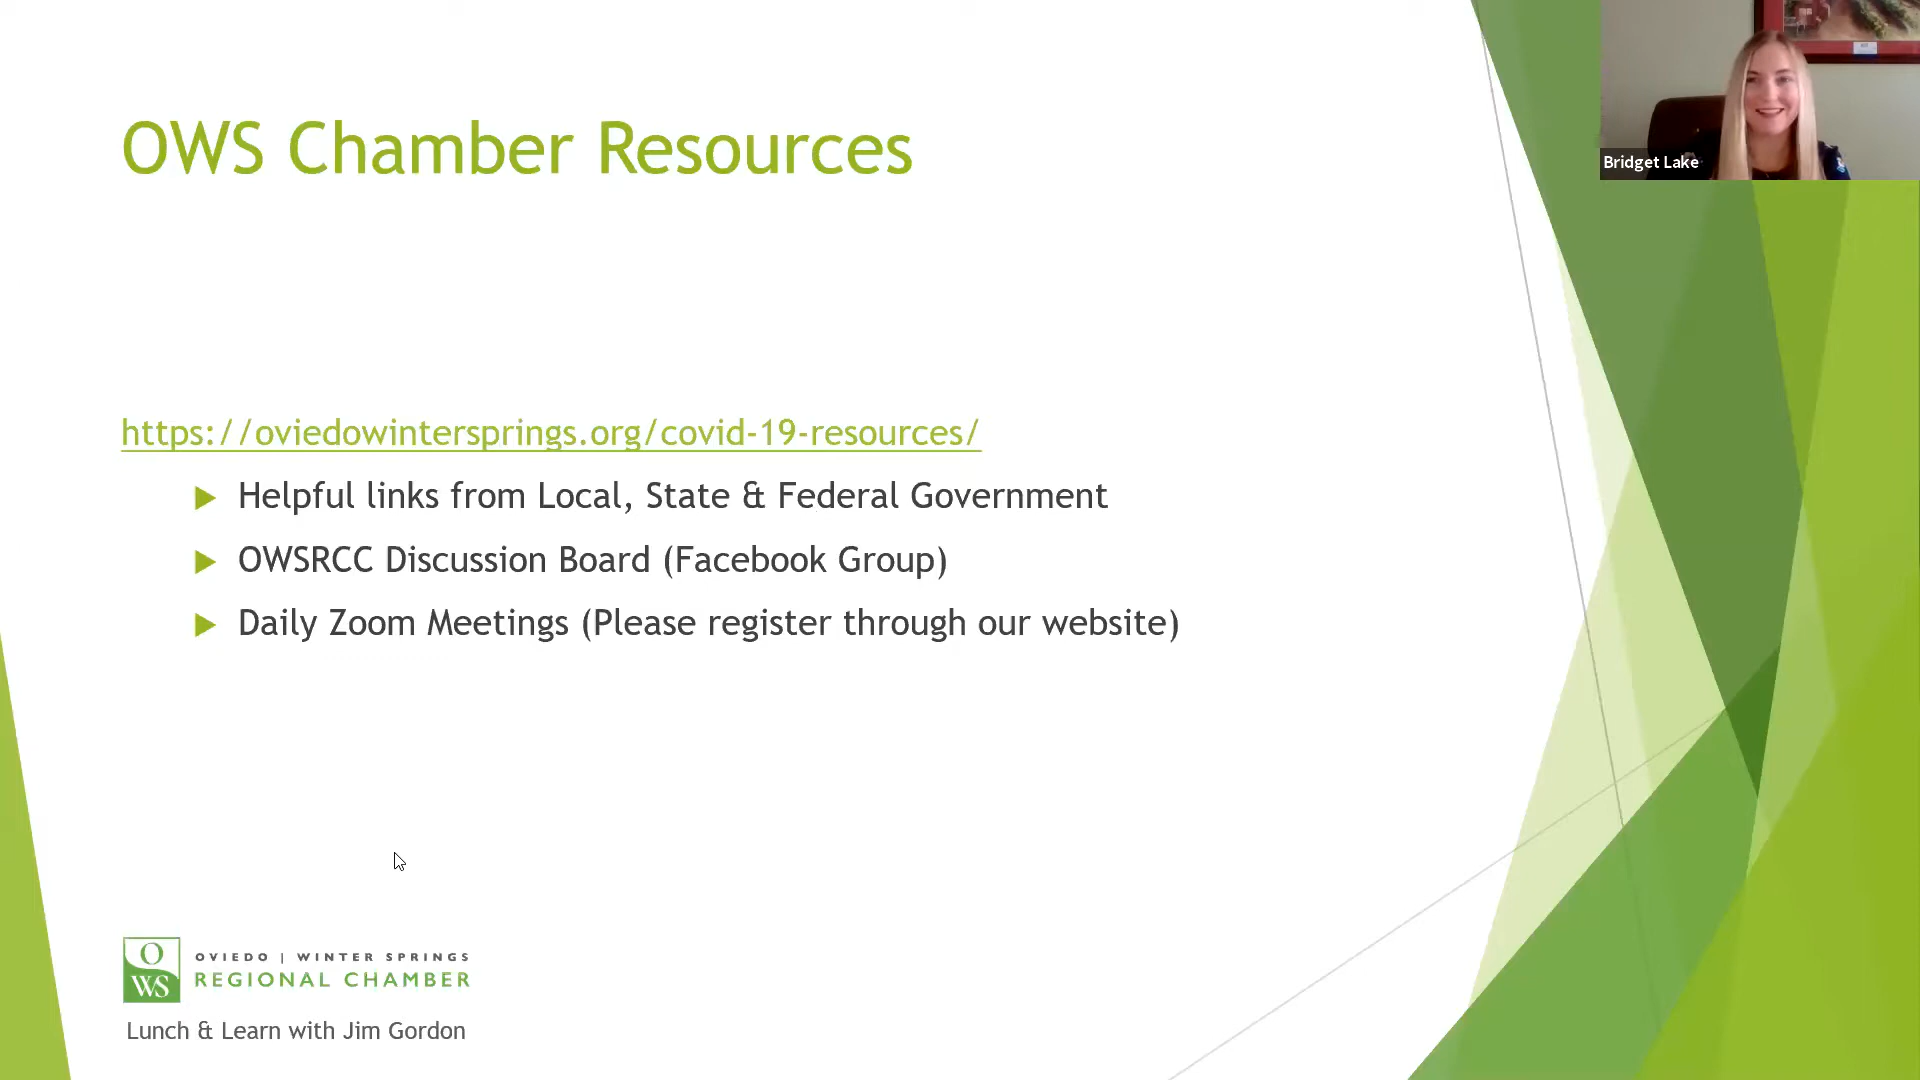 OWS Chamber Resources
Bridget Lake
https://oviedowintersprings.org/covid-19-resources/
Helpful links from Local, State & Federal Government
OWSRCC Discussion Board (Facebook Group)
Daily Zoom Meetings (Please register through our website)
O
WS
OVIEDO | WINTER SPRINGS
REGIONAL CHAMBER
Lunch & Learn with Jim Gordon